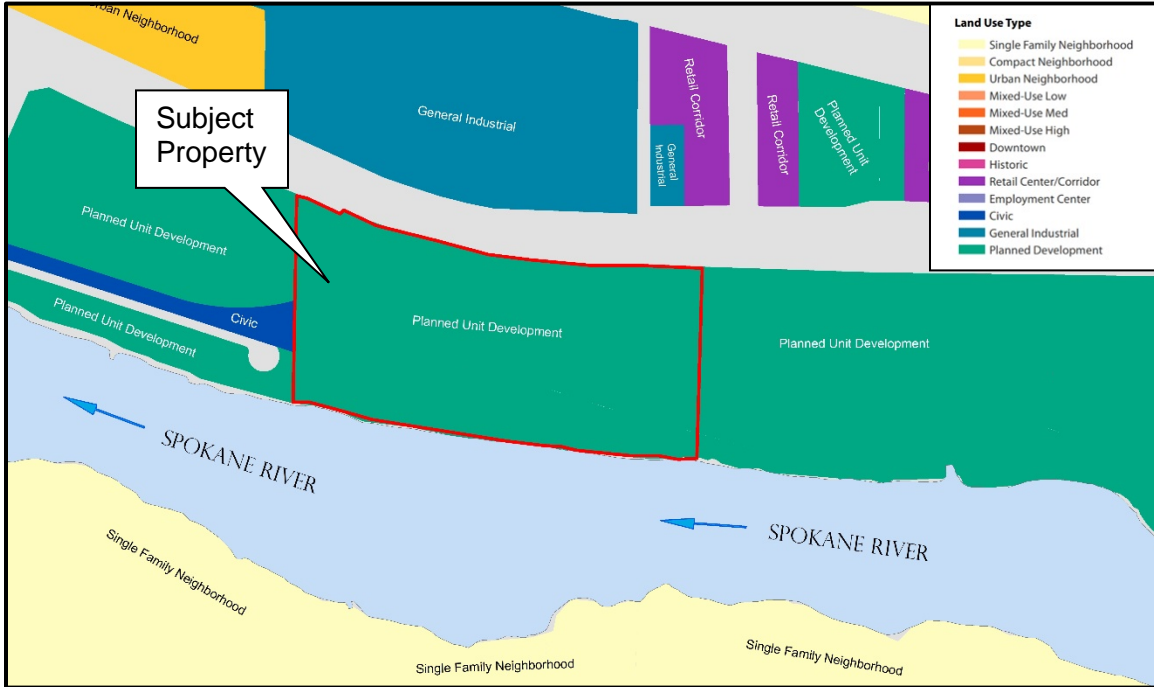 Urban Neighborhood
General Industrial
Retail Corridor
General
Industrial
Retail Corridor
Planned Unit
Development
Land Use Type
Single Family Neighborhood
Compact Neighborhood
Urban Neighborhood
Mixed-Use Low
Mixed-Use Med
Mixed-Use High
Downtown
Historic
Retail Center/Corridor
Employment Center
Civic
General Industrial
Planned Development
Subject
Property
Planned Unit Development
Civic
Planned Unit Development
Planned Unit Development
Planned Unit Development
SPOKANE RIVER
SPOKANE RIVER
Single Family Neighborhood
Single Family Neighborhood
Single Family Neighborhood